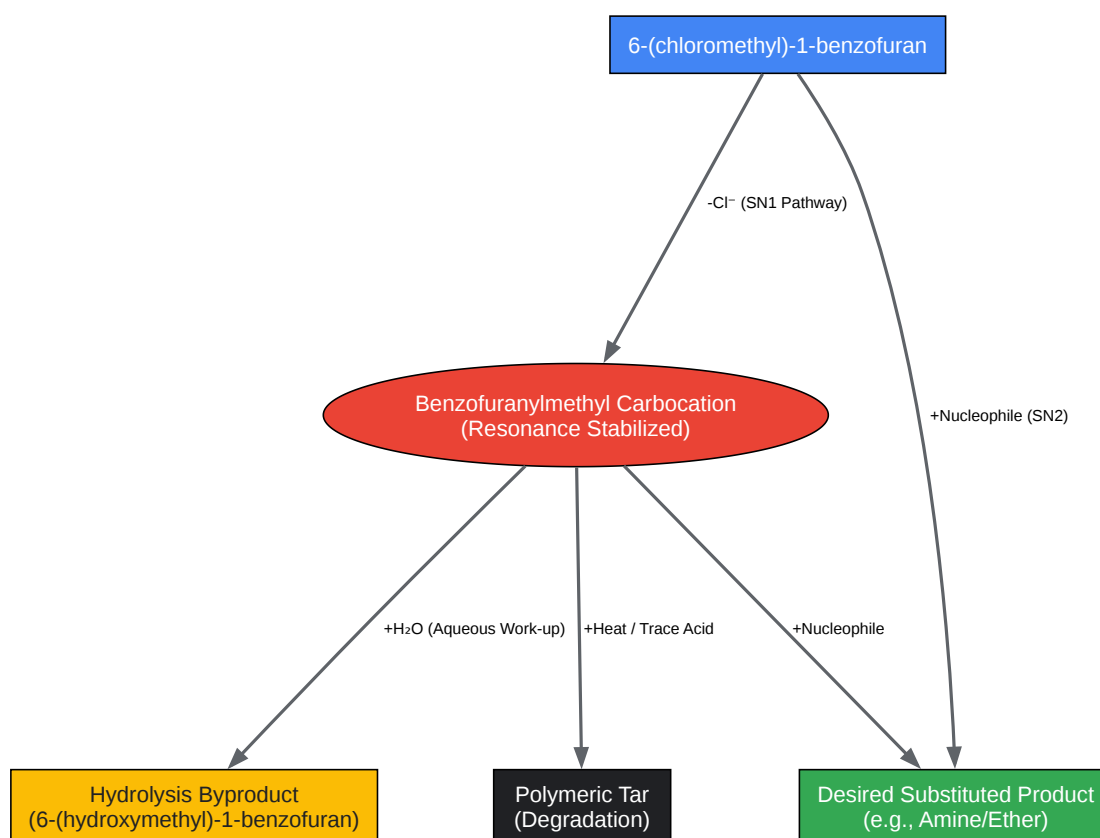 6-(chloromethyl)-1-benzofuran
-Cl⁻ (SN1 Pathway)
Benzofuranylmethyl Carbocation
(Resonance Stabilized)
+Nucleophile (SN2)
+H₂O (Aqueous Work-up)
+Heat / Trace Acid
+Nucleophile
Hydrolysis Byproduct
(6-(hydroxymethyl)-1-benzofuran)
Polymeric Tar
(Degradation)
Desired Substituted Product
(e.g., Amine/Ether)